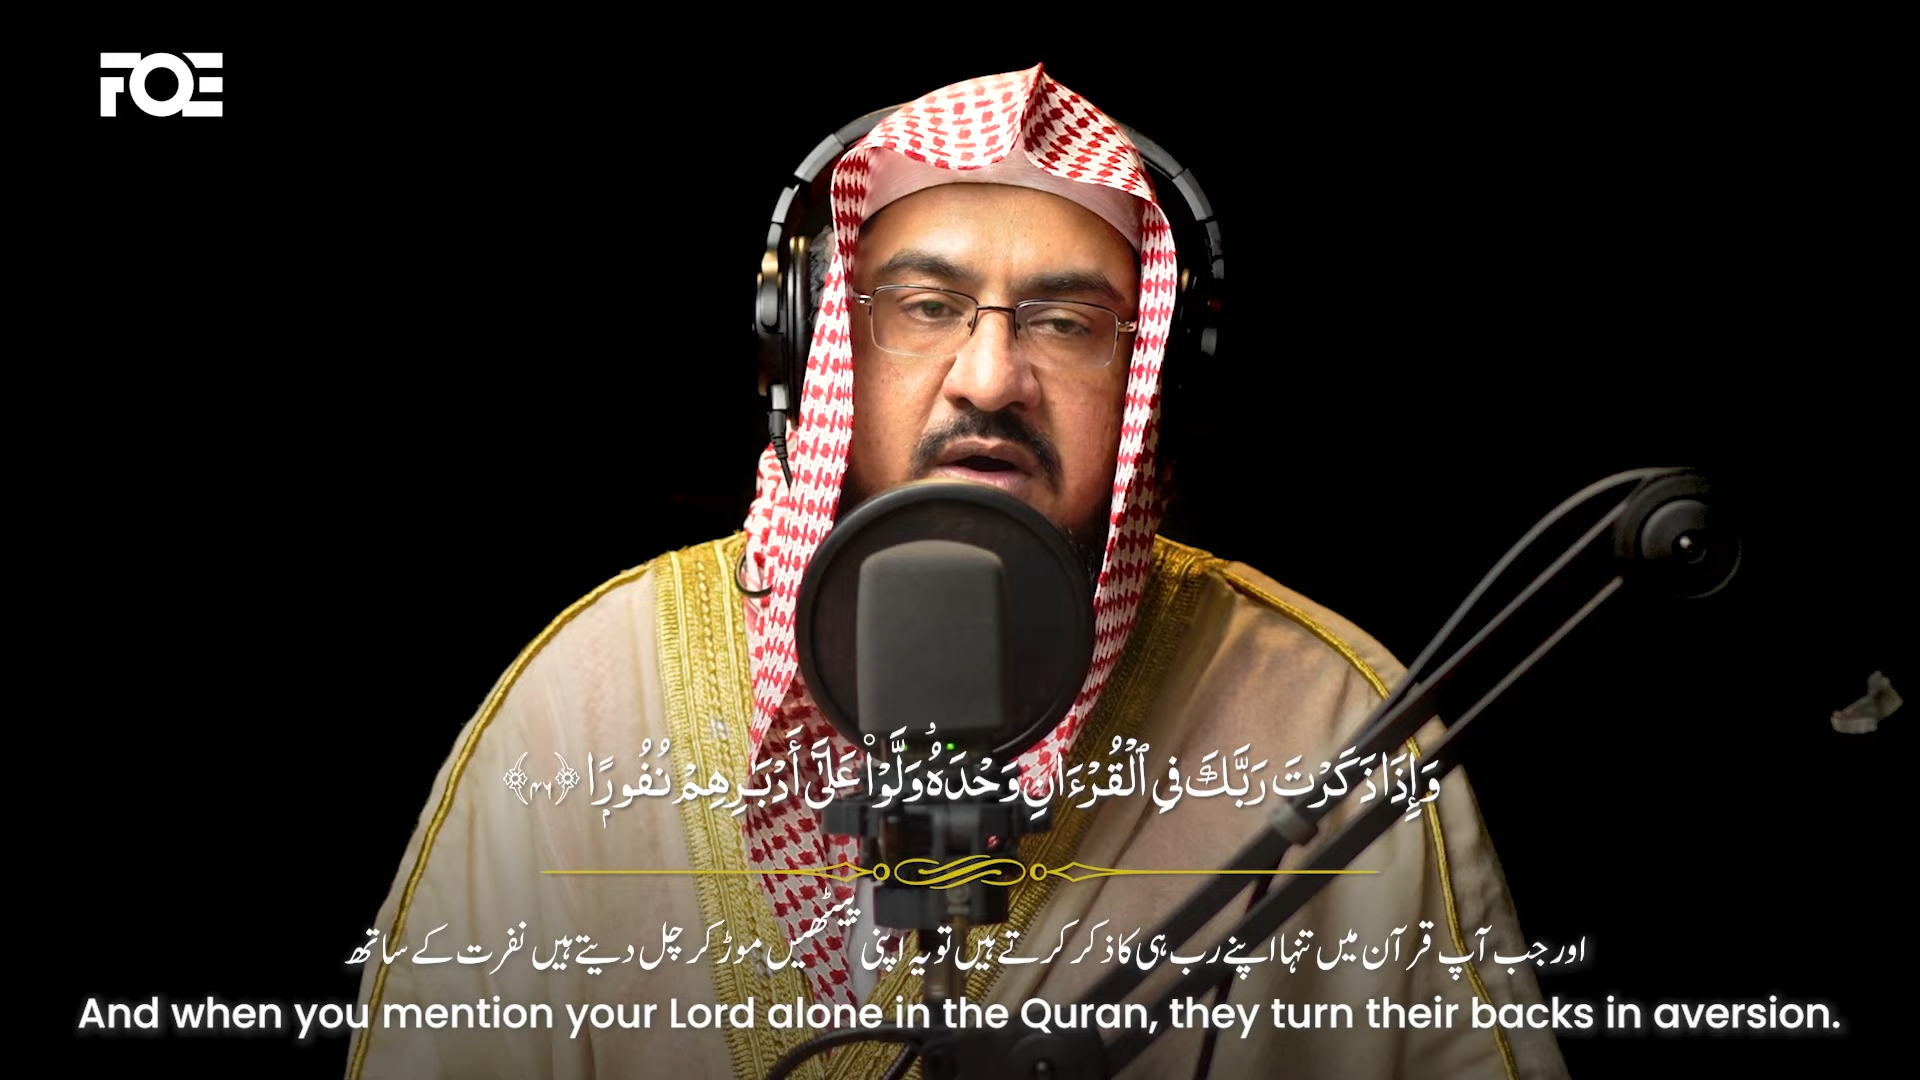 FOE
وَإِذَا ذَكَرْتَ رَبَّكَ فِي ٱلْقُرْءَانِ وَحْدَهُۥ وَلَّوْا۟ عَلَىٰٓ أَدْبَـٰرِهِمْ نُفُورًۭا ﴿٤٦﴾
اور جب آپ قرآن میں تنہا اپنے رب ہی کا ذکر کرتے ہیں تو یہ اپنی پیٹھیں موڑ کر چل دیتے ہیں نفرت کے ساتھ
And when you mention your Lord alone in the Quran, they turn their backs in aversion.